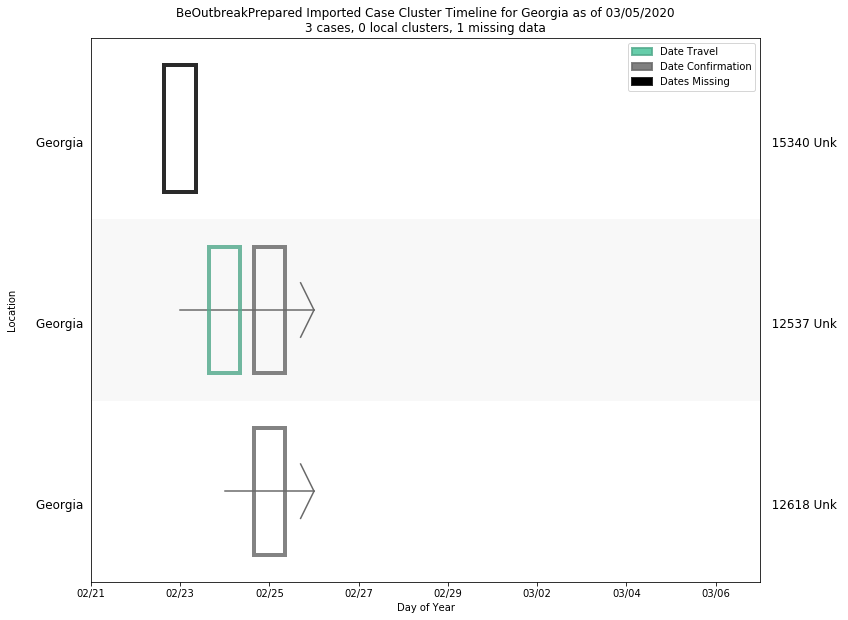 BeOutbreakPrepared Imported Case Cluster Timeline for Georgia as of 03/05/2020
3 cases, 0 local clusters, 1 missing data
Date Travel
Date Confirmation
Dates Missing
Georgia
15340 Unk
Location
Georgia
12537 Unk
Georgia
12618 Unk
02/21
02/23
02/25
02/27
02/29
03/02
03/04
03/06
Day of Year